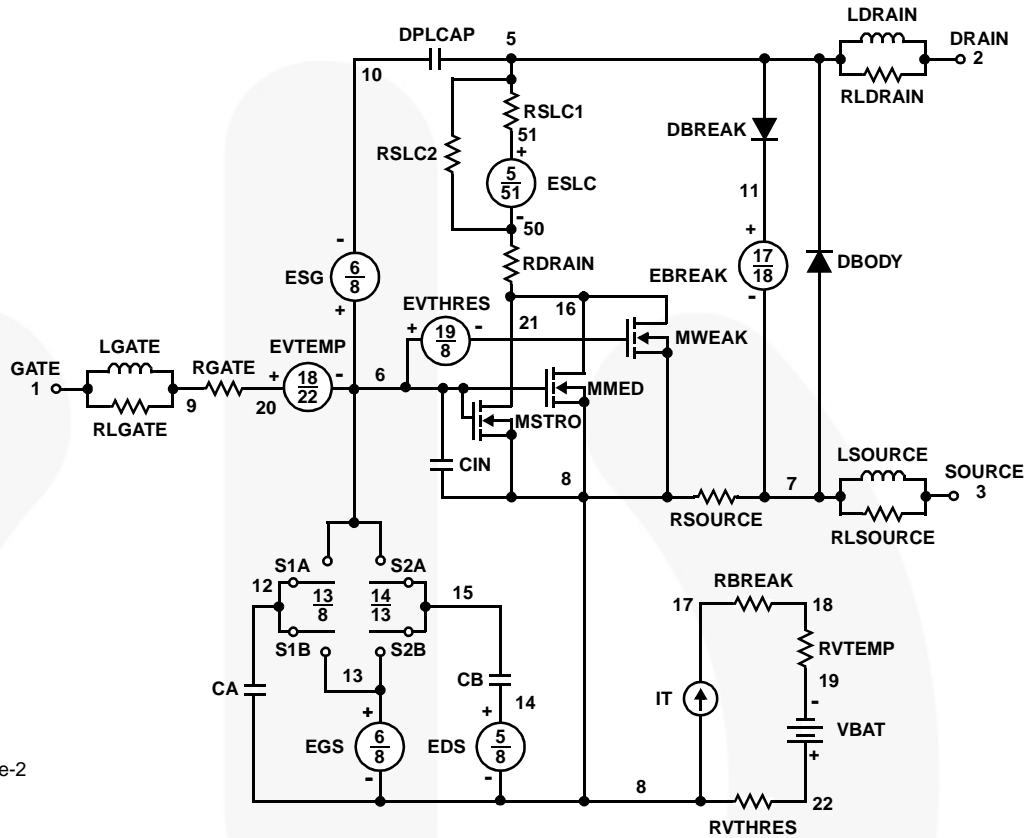 LDRAIN
DPLCAP
5
DRAIN
2
10
RLDRAIN
RSLC1
51
DBREAK
RSLC2
+
5
51
ESLC
11
-
50
-
+
RDRAIN
17
18
EBREAK
DBODY
6
8
ESG
EVTHRES
16
-
+
+
19
8
-
21
MWEAK
LGATE
EVTEMP
GATE
1
RGATE
+
18
22
-
6
MMED
9
20
RLGATE
MSTRO
LSOURCE
CIN
8
7
SOURCE
3
RSOURCE
RLSOURCE
S1A
S2A
12
13
8
14
13
15
RBREAK
17
18
S1B
S2B
RVTEMP
13
CB
19
CA
14
IT
-
+
+
VBAT
EGS
6
8
EDS
5
8
+
-
-
e-2
8
22
RVTHRES